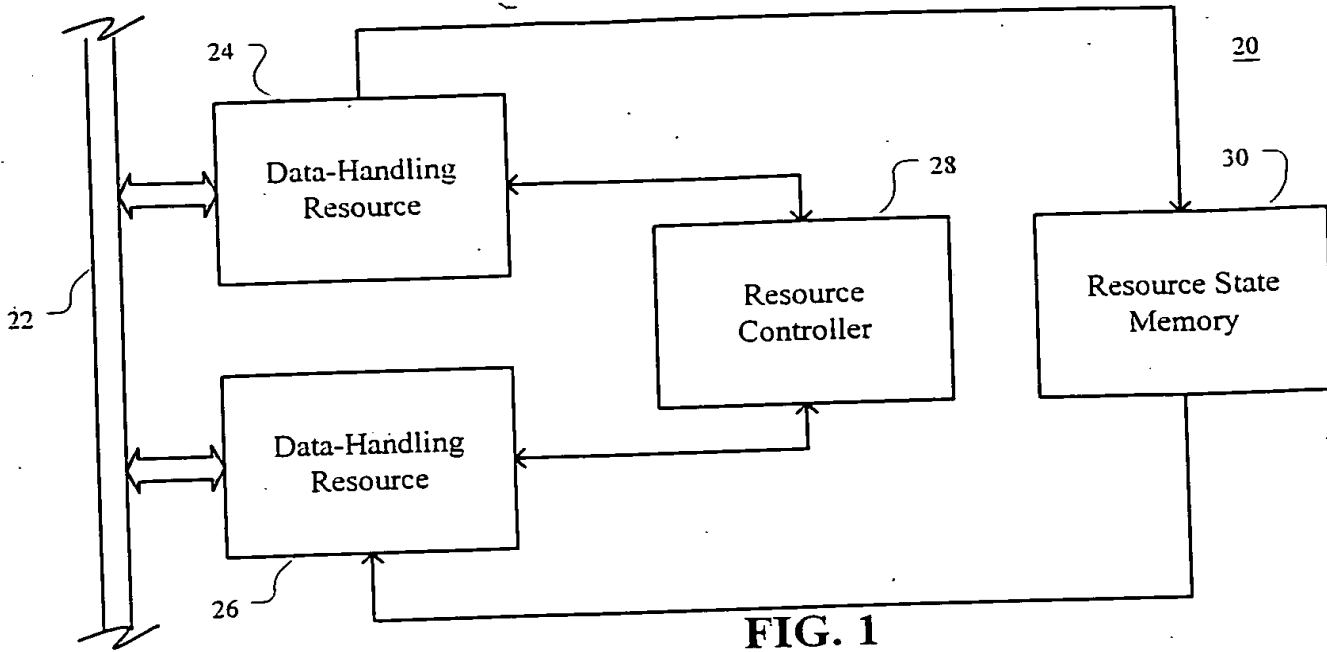 24
20
Data-Handling
Resource
28
30
Resource
Controller
Resource State
Memory
22
Data-Handling
Resource
26
FIG. 1